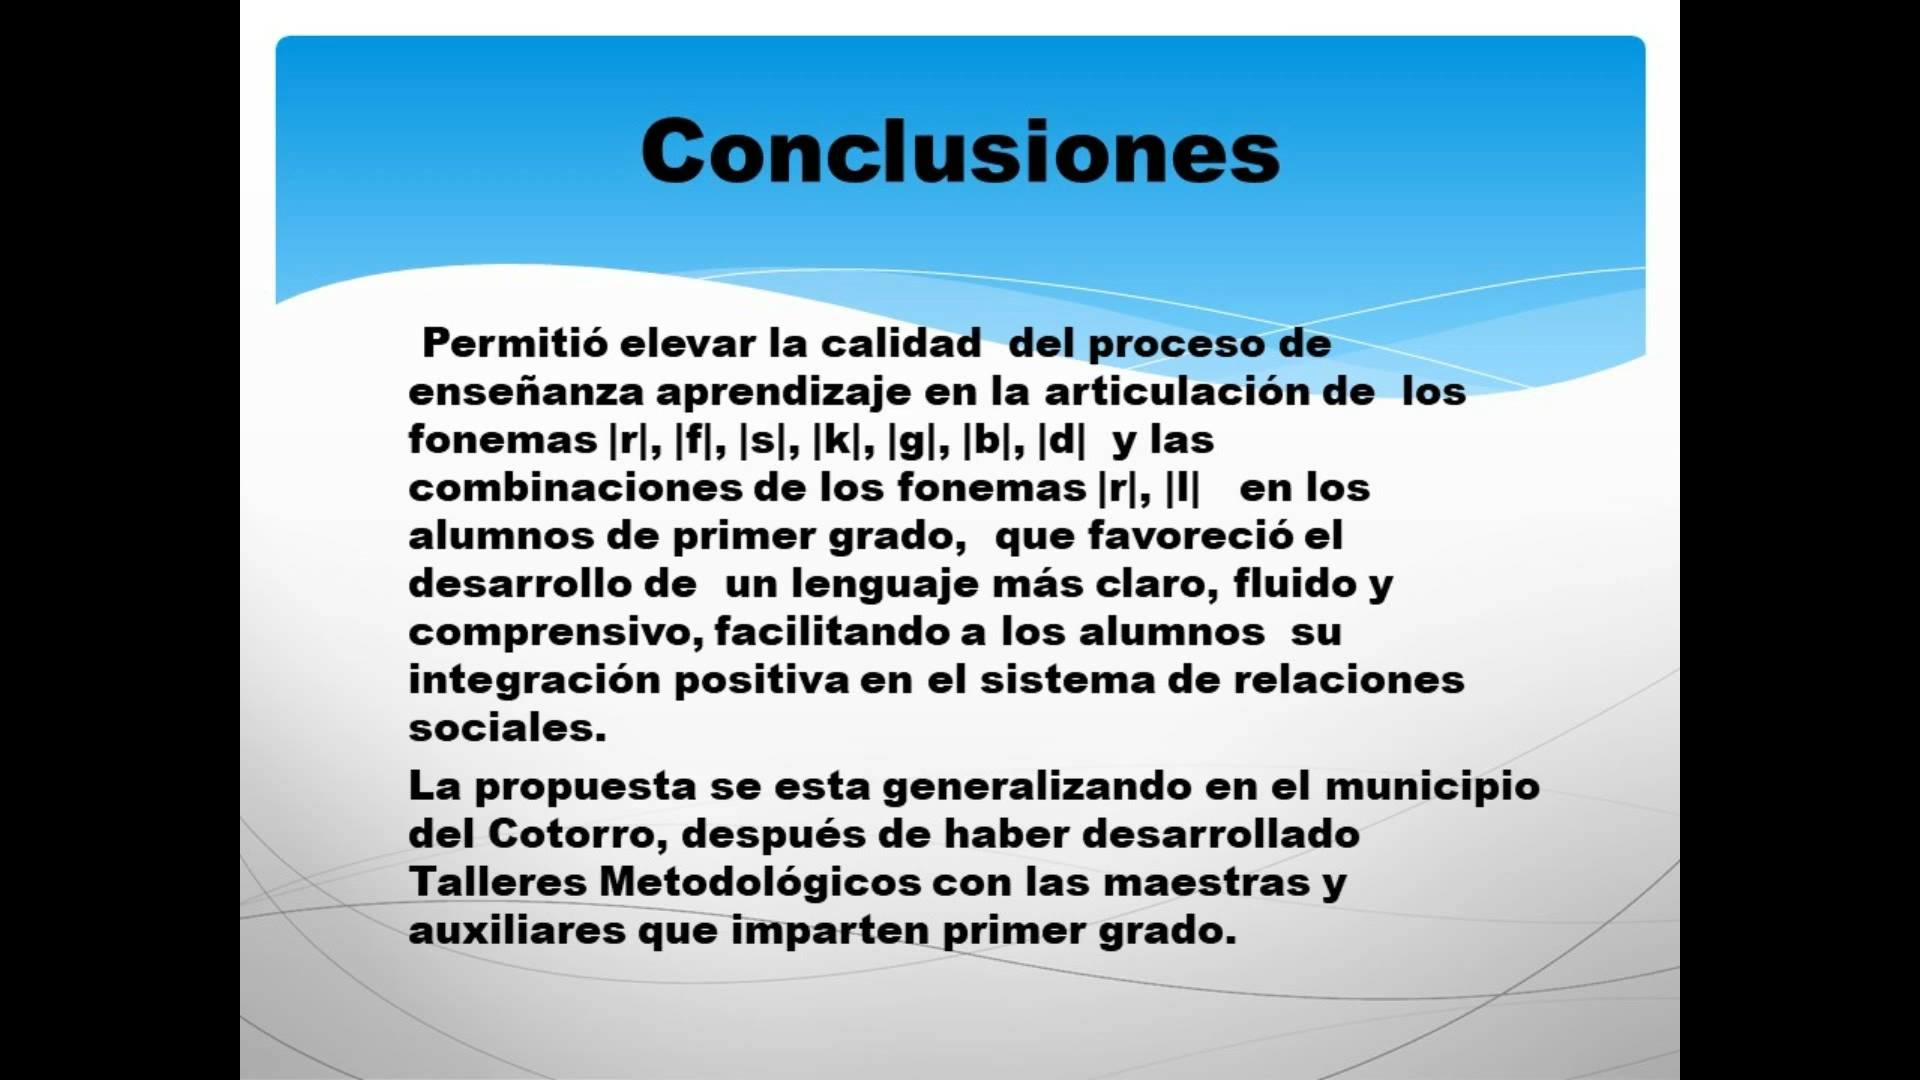 Conclusiones
Permitió elevar la calidad  del proceso de
enseñanza aprendizaje en la articulación de  los
fonemas |r|, |f|, |s|, |k|, |g|, |b|, |d|  y las
combinaciones de los fonemas |r|, |l|   en los
alumnos de primer grado,  que favoreció el
desarrollo de  un lenguaje más claro, fluido y
comprensivo, facilitando a los alumnos  su
integración positiva en el sistema de relaciones
sociales.
La propuesta se esta generalizando en el municipio
del Cotorro, después de haber desarrollado
Talleres Metodológicos con las maestras y
auxiliares que imparten primer grado.